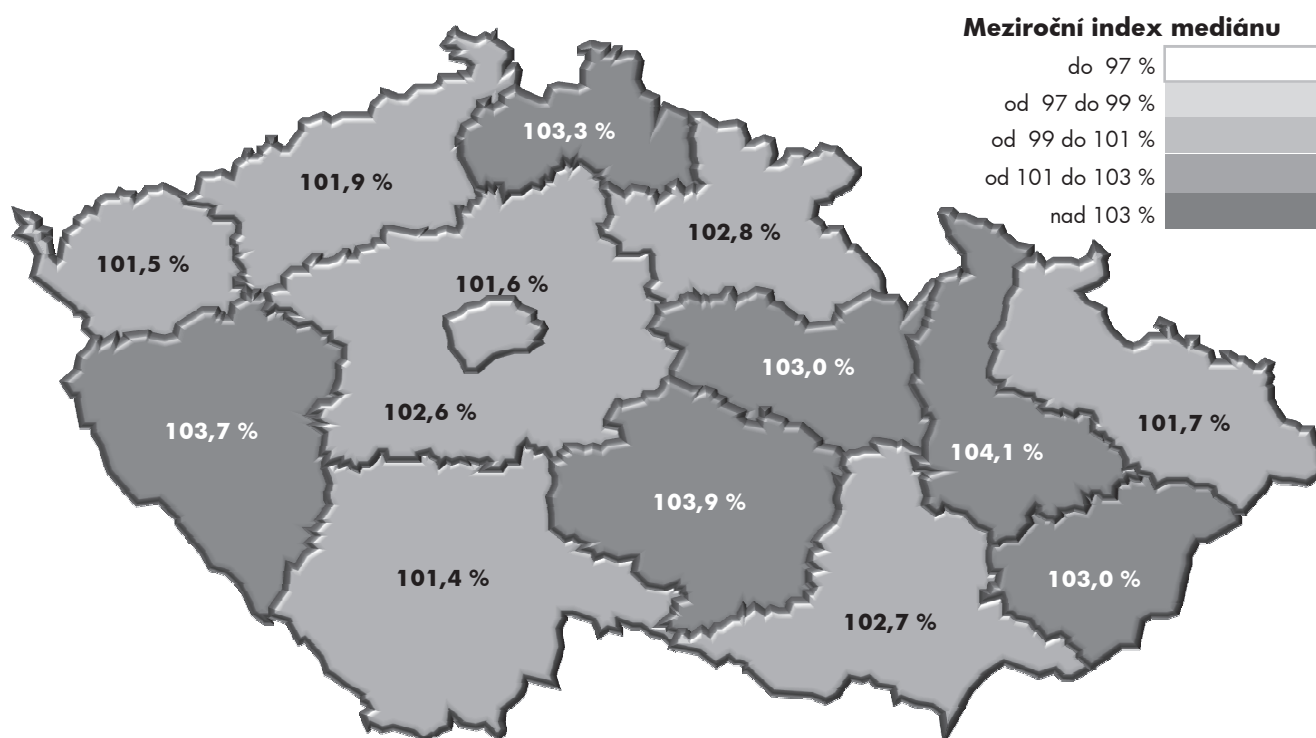 Meziroční index mediánu
do 97 %
od 97 do 99 %
od 99 do 101 %
od 101 do 103 %
nad 103 %
103,3 %
101,9 %
102,8 %
101,5 %
101,6 %
103,0 %
102,6 %
103,7 %
101,7 %
104,1 %
103,9 %
101,4 %
103,0 %
102,7 %